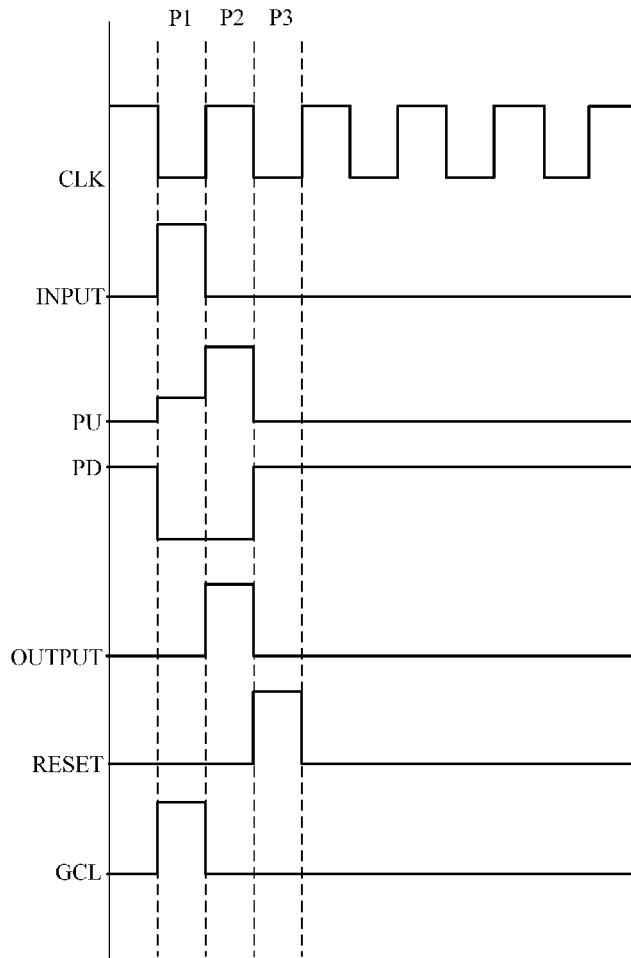 P1 P2 P3
CLK
INPUT
PU
PD
OUTPUT
RESET
GCL